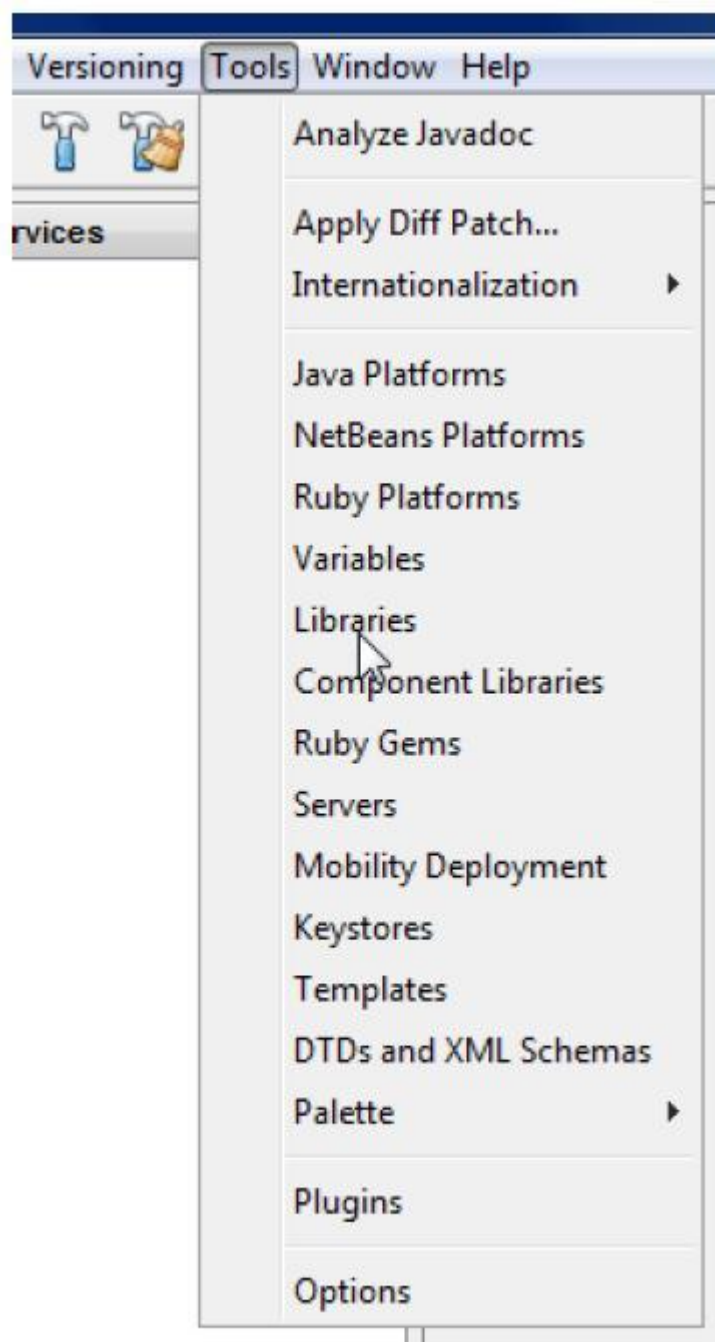 Versioning Tools Window Help
rvices
Analyze Javadoc
Apply Diff Patch...
Internationalization
Java Platforms
NetBeans Platforms
Ruby Platforms
Variables
Libraries
Component Libraries
Ruby Gems
Servers
Mobility Deployment
Keystores
Templates
DTDs and XML Schemas
Palette
Plugins
Options